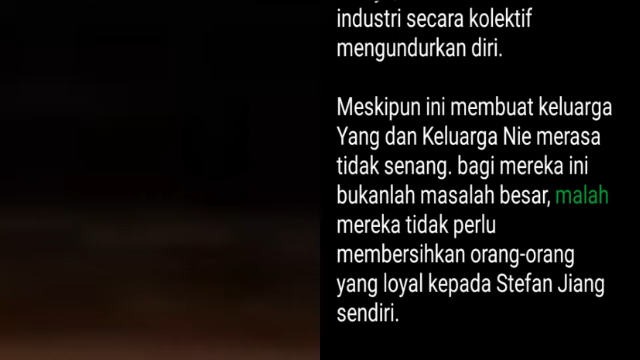 industri secara kolektif
mengundurkan diri.
Meskipun ini membuat keluarga
Yang dan Keluarga Nie merasa
tidak senang. bagi mereka ini
bukanlah masalah besar, malah
mereka tidak perlu
membersihkan orang-orang
yang loyal kepada Stefan Jiang
sendiri.